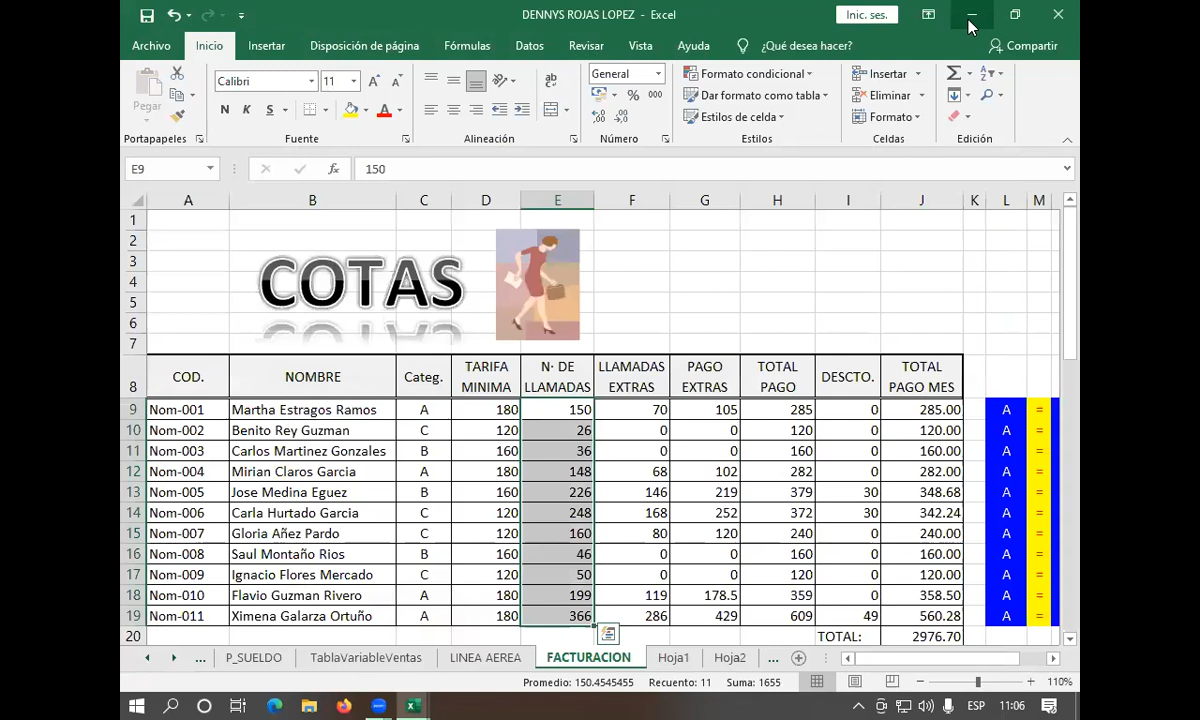 DENNYS ROJAS LOPEZ - Excel
Inic. ses.
Archivo Inicio Insertar Disposición de página Fórmulas Datos Revisar Vista Ayuda ¿Qué desea hacer? Compartir
Pegar
Calibri 11
N K S
General
% 000
Formato condicional
Dar formato como tabla
Estilos de celda
Insertar
Eliminar
Formato
Portapapeles Fuente Alineación Número Estilos Celdas Edición
E9 fx 150
A B C D E F G H I J K L M
1
2
3
4
5
6
7
COTAS
8 COD. NOMBRE Categ. TARIFA MINIMA N· DE LLAMADAS LLAMADAS EXTRAS PAGO EXTRAS TOTAL PAGO DESCTO. TOTAL PAGO MES
9 Nom-001 Martha Estragos Ramos A 180 150 70 105 285 0 285.00 A =
10 Nom-002 Benito Rey Guzman C 120 26 0 0 120 0 120.00 A =
11 Nom-003 Carlos Martinez Gonzales B 160 36 0 0 160 0 160.00 A =
12 Nom-004 Mirian Claros Garcia A 180 148 68 102 282 0 282.00 A =
13 Nom-005 Jose Medina Eguez B 160 226 146 219 379 30 348.68 A =
14 Nom-006 Carla Hurtado Garcia C 120 248 168 252 372 30 342.24 A =
15 Nom-007 Gloria Añez Pardo C 120 160 80 120 240 0 240.00 A =
16 Nom-008 Saul Montaño Rios B 160 46 0 0 160 0 160.00 A =
17 Nom-009 Ignacio Flores Mercado C 120 50 0 0 120 0 120.00 A =
18 Nom-010 Flavio Guzman Rivero A 180 199 119 178.5 359 0 358.50 A =
19 Nom-011 Ximena Galarza Ortuño A 180 366 286 429 609 49 560.28 A =
20 TOTAL: 2976.70
... P_SUELDO TablaVariableVentas LINEA AEREA FACTURACION Hoja1 Hoja2 ...
Promedio: 150.4545455 Recuento: 11 Suma: 1655 110%
ESP 11:06